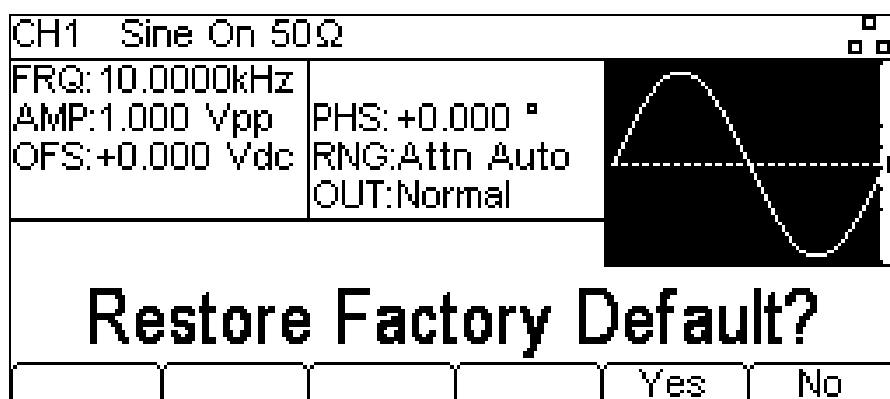 CH1 Sine On 50Ω
FRQ:10.0000kHz
AMP:1.000 Vpp
OFS:+0.000 Vdc
PHS:+0.000 °
RNG:Attn Auto
OUT:Normal
Restore Factory Default?
Yes
No